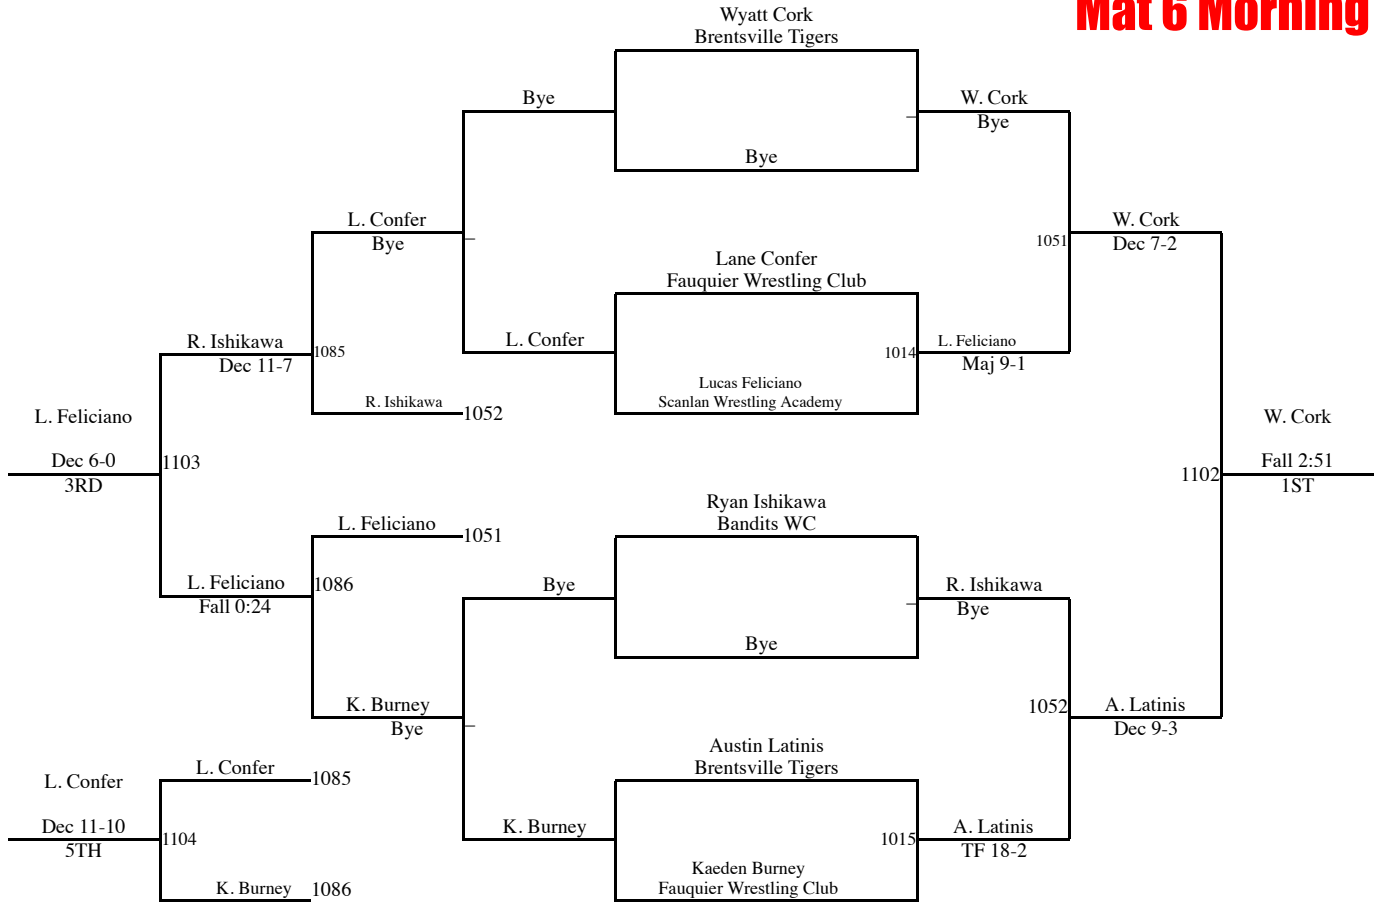 Mat 6 Morning
Wyatt Cork
Brentsville Tigers
Bye
W. Cork
Bye
Bye
L. Confer
Bye
W. Cork
1051
Dec 7-2
Lane Confer
Fauquier Wrestling Club
R. Ishikawa
Dec 11-7
1085
L. Confer
1014
L. Feliciano
Maj 9-1
Lucas Feliciano
Scanlan Wrestling Academy
R. Ishikawa
1052
L. Feliciano
Dec 6-0
3RD
1103
W. Cork
1102
Fall 2:51
1ST
Ryan Ishikawa
Bandits WC
L. Feliciano
1051
L. Feliciano
Fall 0:24
1086
Bye
R. Ishikawa
Bye
Bye
K. Burney
Bye
1052
A. Latinis
Dec 9-3
Austin Latinis
Brentsville Tigers
L. Confer
Dec 11-10
5TH
L. Confer
1085
1104
K. Burney
1015
A. Latinis
TF 18-2
Kaeden Burney
Fauquier Wrestling Club
K. Burney
1086